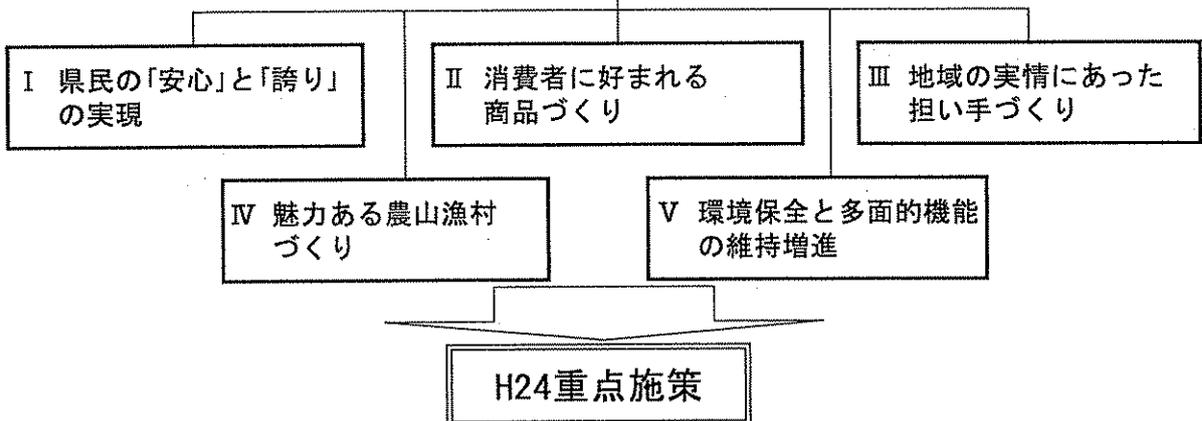 Ⅰ 県民の「安心」と「誇り」
の実現
Ⅱ 消費者に好まれる
商品づくり
Ⅲ 地域の実情にあった
担い手づくり
Ⅳ 魅力ある農山漁村
づくり
Ⅴ 環境保全と多面的機能
の維持増進
H24重点施策